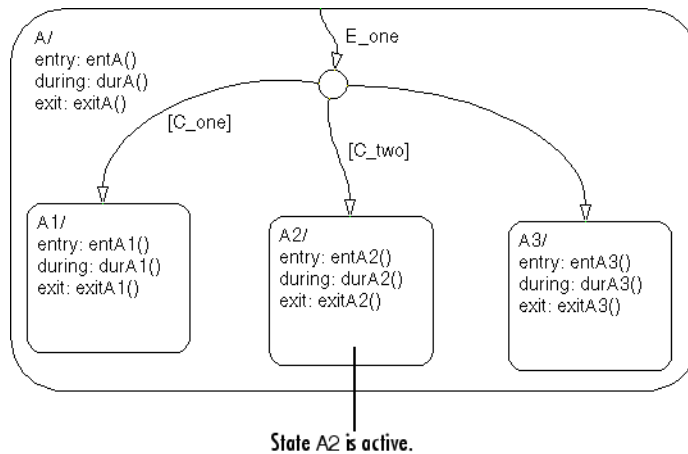 A/
entry: entA()
during: durA()
exit: exitA()
E_one
[C_one]
[C_two]
A1/
entry: entA1()
during: durA1()
exit: exitA1()
A2/
entry: entA2()
during: durA2()
exit: exitA2()
A3/
entry: entA3()
during: durA3()
exit: exitA3()
State A2 is active.